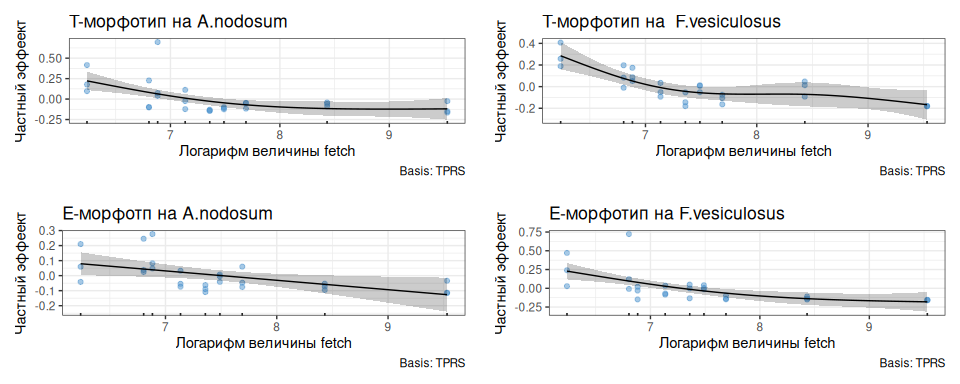 Т-морфотип на A.nodosum
Частный эффеект
0.50
0.25
0.00
-0.25
7
8
9
Логарифм величины fetch
Basis: TPRS
Т-морфотип на F.vesiculosus
Частный эффеект
0.4
0.2
0.0
-0.2
7
8
9
Логарифм величины fetch
Basis: TPRS
Е-морфотп на A.nodosum
Частный эффеект
0.3
0.2
0.1
0.0
-0.1
-0.2
7
8
9
Логарифм величины fetch
Basis: TPRS
Е-морфотип на F.vesiculosus
Частный эффеект
0.75
0.50
0.25
0.00
-0.25
7
8
9
Логарифм величины fetch
Basis: TPRS